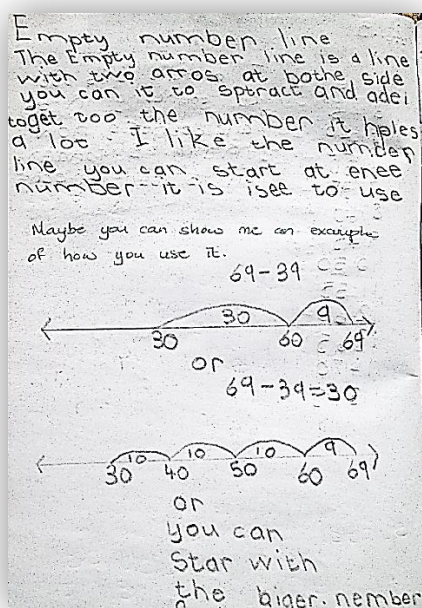 Empty number line
The Empty number line is a line
with two arros at bothe side
you can it to sptract and adei
toget too the number it holes
a lot I like the number
line you can start at enee
number it is isee to use
Maybe you can show me an example
of how you use it.
69-39
30 9
30 60 69
or
69-39=30
10 10 10 9
30 40 50 60 69
or
you can
Star with
the biger nember